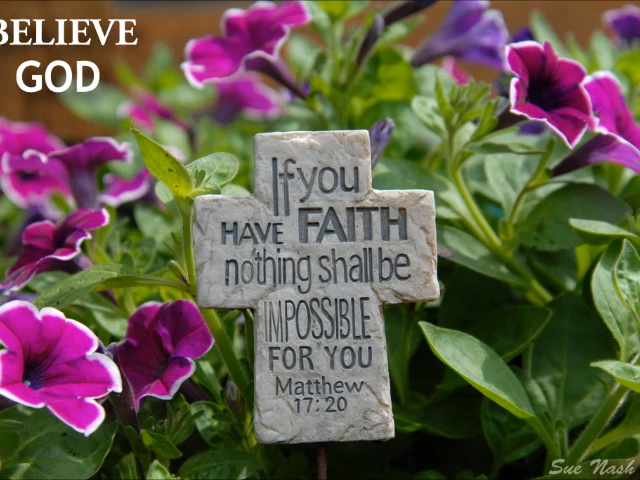 BELIEVE
GOD
If you
HAVE FAITH
nothing shall be
IMPOSSIBLE
FOR YOU
Matthew
17:20
Sue Nash